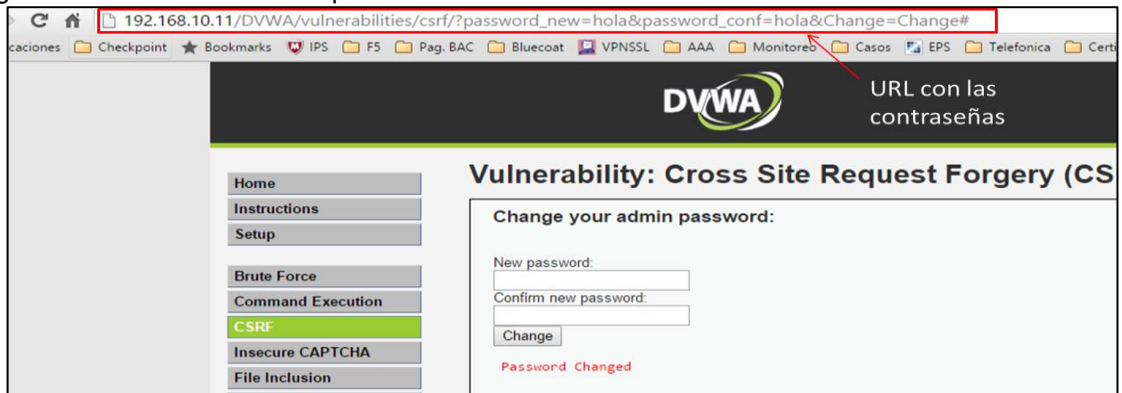 192.168.10.11/DVWA/vulnerabilities/csrf/?password_new=hola&password_conf=hola&Change=Change#
caciones Checkpoint Bookmarks IPS F5 Pag. BAC Bluecoat VPNSSL AAA Monitoreo Casos EPS Telefonica Certi
DVWA
URL con las
contraseñas
Vulnerability: Cross Site Request Forgery (CS
Home
Instructions
Setup
Brute Force
Command Execution
CSRF
Insecure CAPTCHA
File Inclusion
Change your admin password:
New password:
Confirm new password:
Change
Password Changed